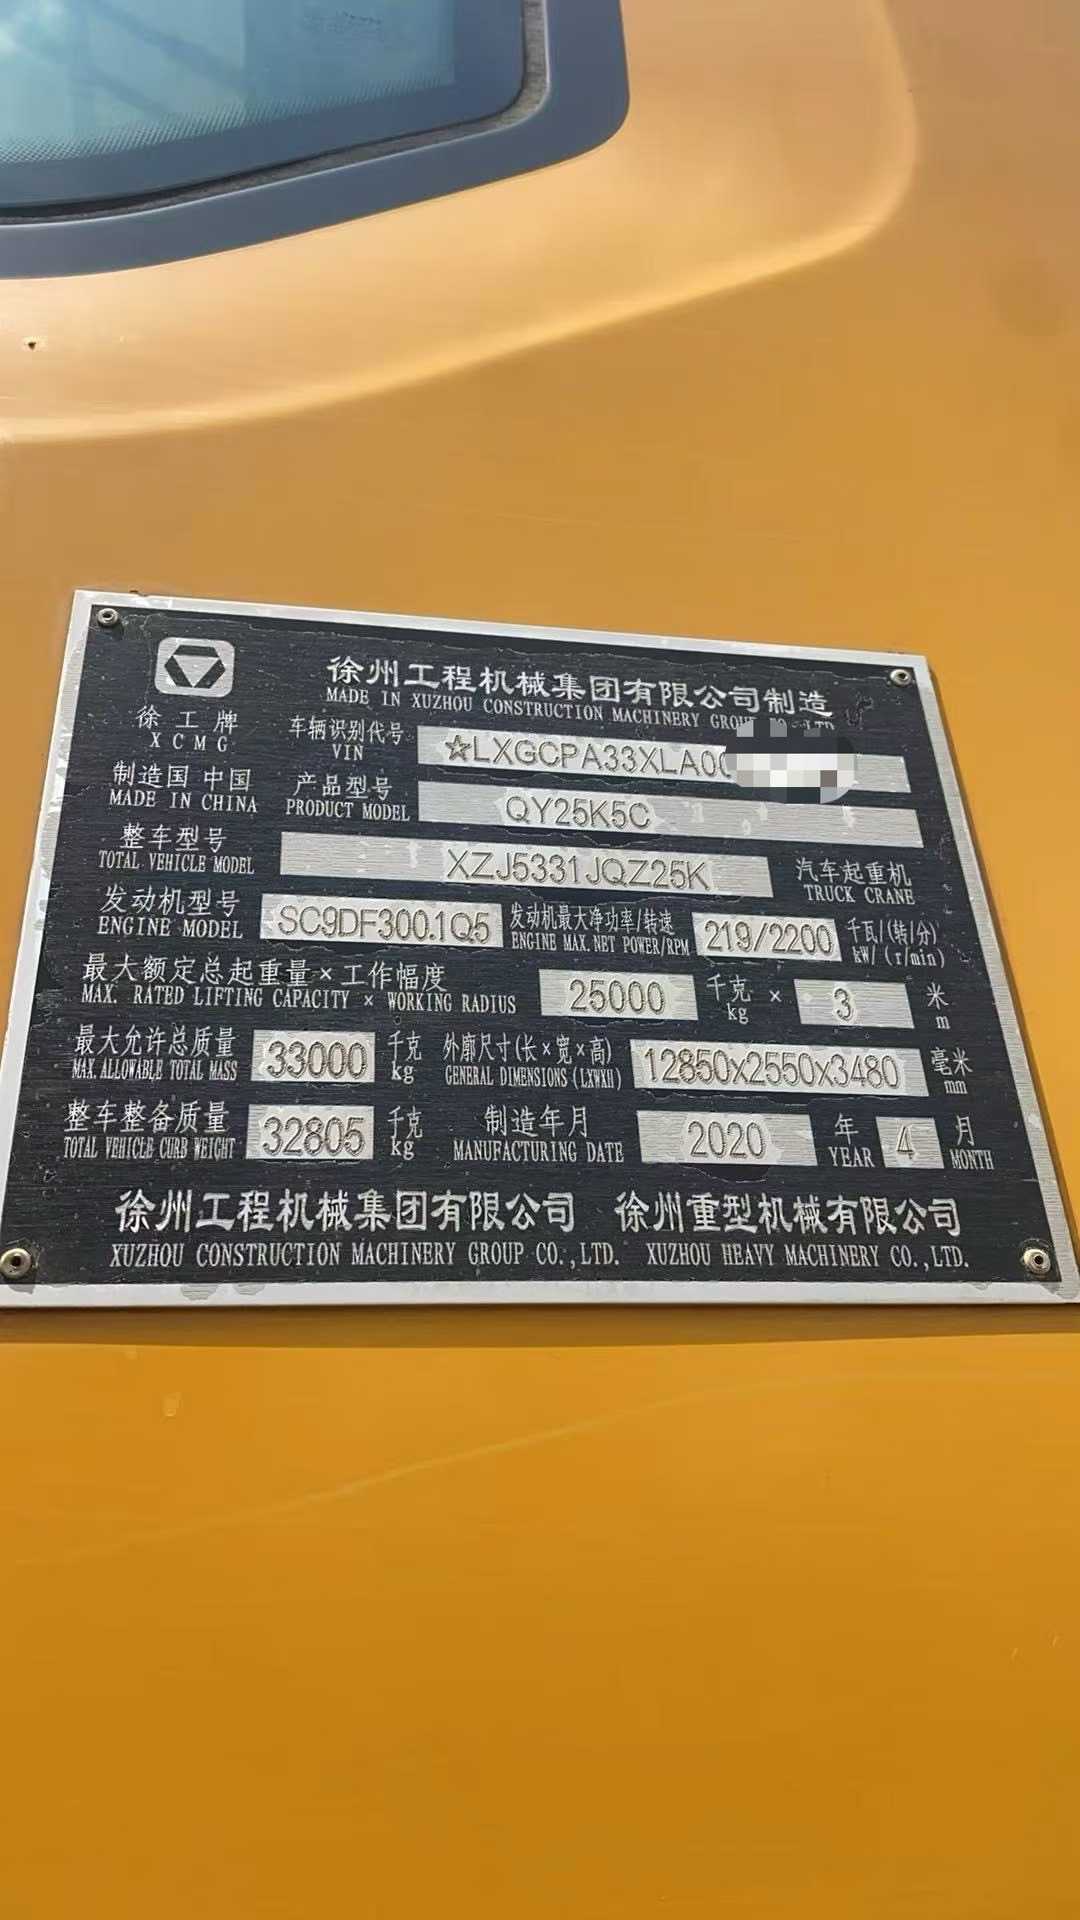 徐州工程机械集团有限公司制造
MADE IN XUZHOU CONSTRUCTION MACHINERY GROUP CO., LTD
徐工牌
XCMG
车辆识别代号
VIN
☆LXGCPA33XLA0
制造国 中国
MADE IN CHINA
产品型号
PRODUCT MODEL
QY25K5C
整车型号
TOTAL VEHICLE MODEL
XZJ5331JQZ25K
汽车起重机
TRUCK CRANE
发动机型号
ENGINE MODEL
SC9DF300.1Q5
发动机最大净功率/转速
ENGINE MAX.NET POWER/RPM
219/2200
千瓦/(转/分)
kW/(r/min)
最大额定总起重量×工作幅度
MAX. RATED LIFTING CAPACITY × WORKING RADIUS
25000
千克
kg
×
3
米
m
最大允许总质量
MAX.ALLOWABLE TOTAL MASS
33000
千克
kg
外廓尺寸(长×宽×高)
GENERAL DIMENSIONS(LXWXH)
12850x2550x3480
毫米
mm
整车整备质量
TOTAL VEHICLE CURB WEIGHT
32805
千克
kg
制造年月
MANUFACTURING DATE
2020
年
YEAR
4
月
MONTH
徐州工程机械集团有限公司 徐州重型机械有限公司
XUZHOU CONSTRUCTION MACHINERY GROUP CO.,LTD. XUZHOU HEAVY MACHINERY CO.,LTD.